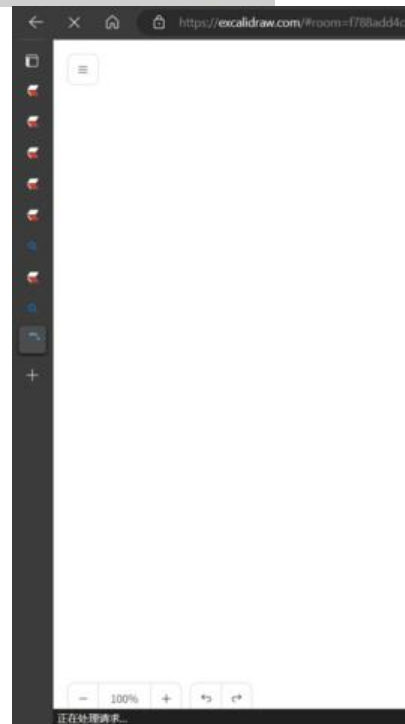 https://excalidraw.com/#room=f788add4c
100%
正在处理请求...